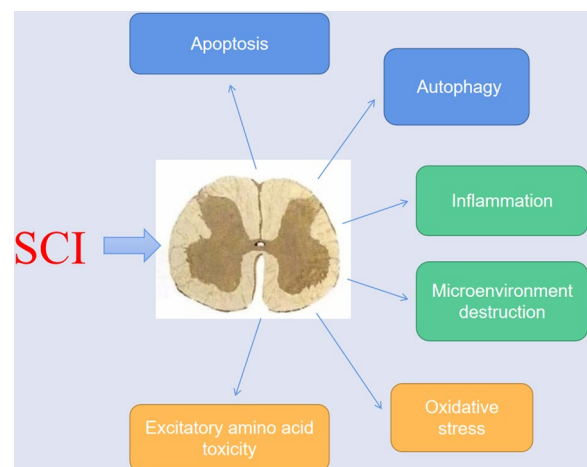 Apoptosis
Autophagy
Inflammation
SCI
Microenvironment
destruction
Oxidative
stress
Excitatory amino acid
toxicity